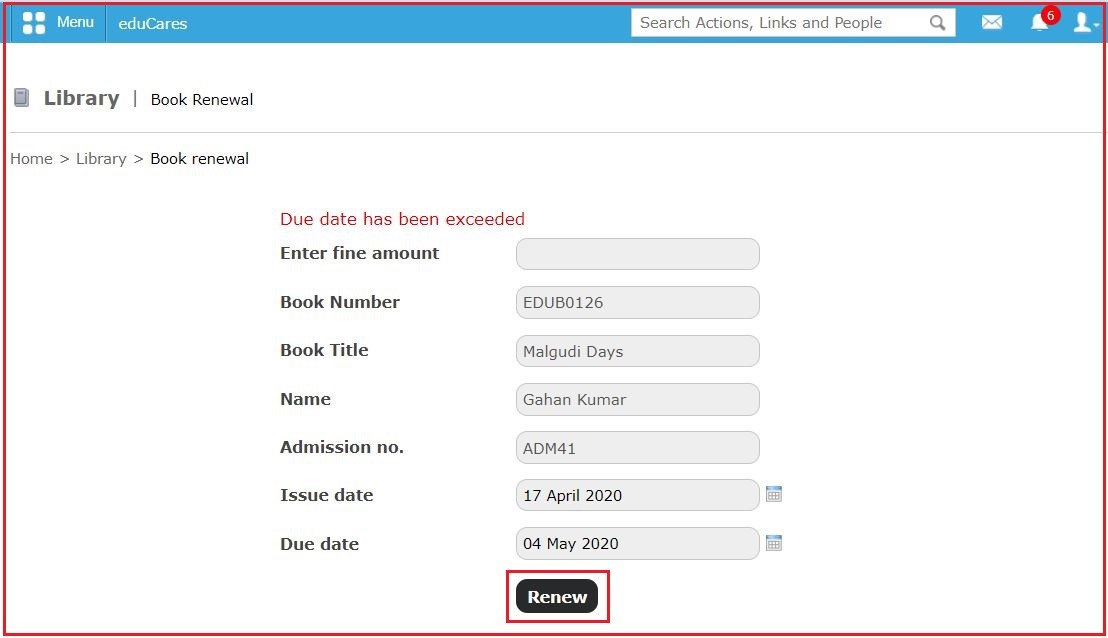 Menu eduCares Search Actions, Links and People 6
Library | Book Renewal
Home > Library > Book renewal
Due date has been exceeded
Enter fine amount
Book Number EDUB0126
Book Title Malgudi Days
Name Gahan Kumar
Admission no. ADM41
Issue date 17 April 2020
Due date 04 May 2020
Renew